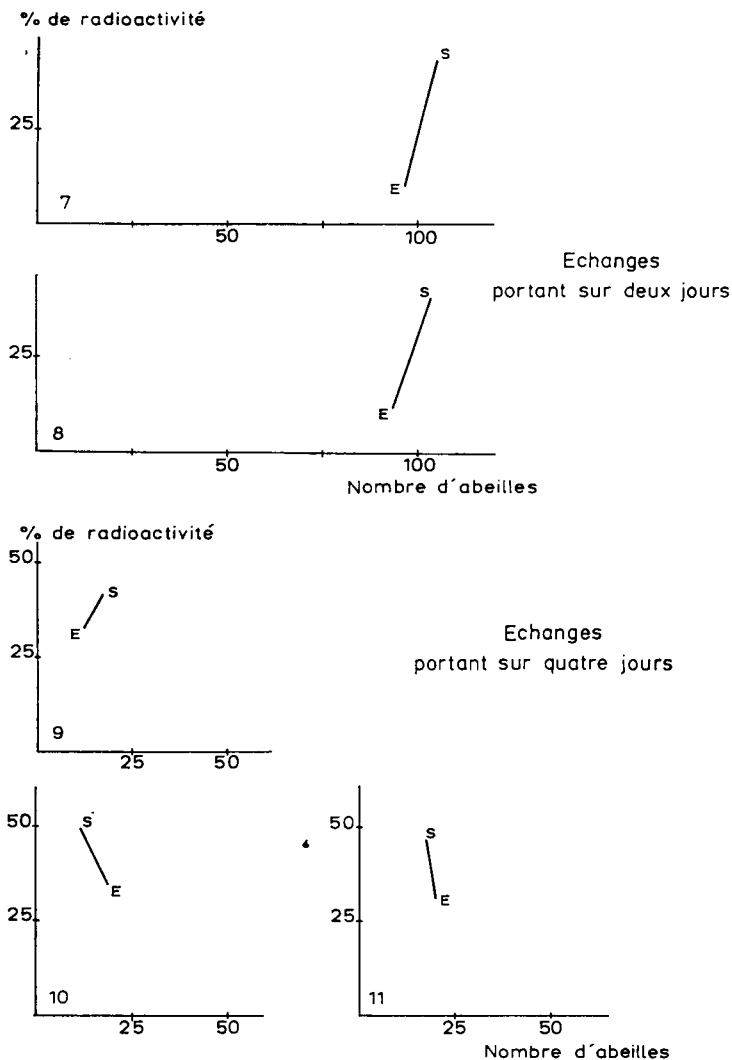 % de radioactivité
S
25
E
7
50
100
Echanges
portant sur deux jours
S
25
E
8
50
100
Nombre d'abeilles
% de radioactivité
50
S
E
25
Echanges
portant sur quatre jours
9
25
50
50
S
E
25
10
25
50
50
S
E
25
11
25
50
Nombre d'abeilles